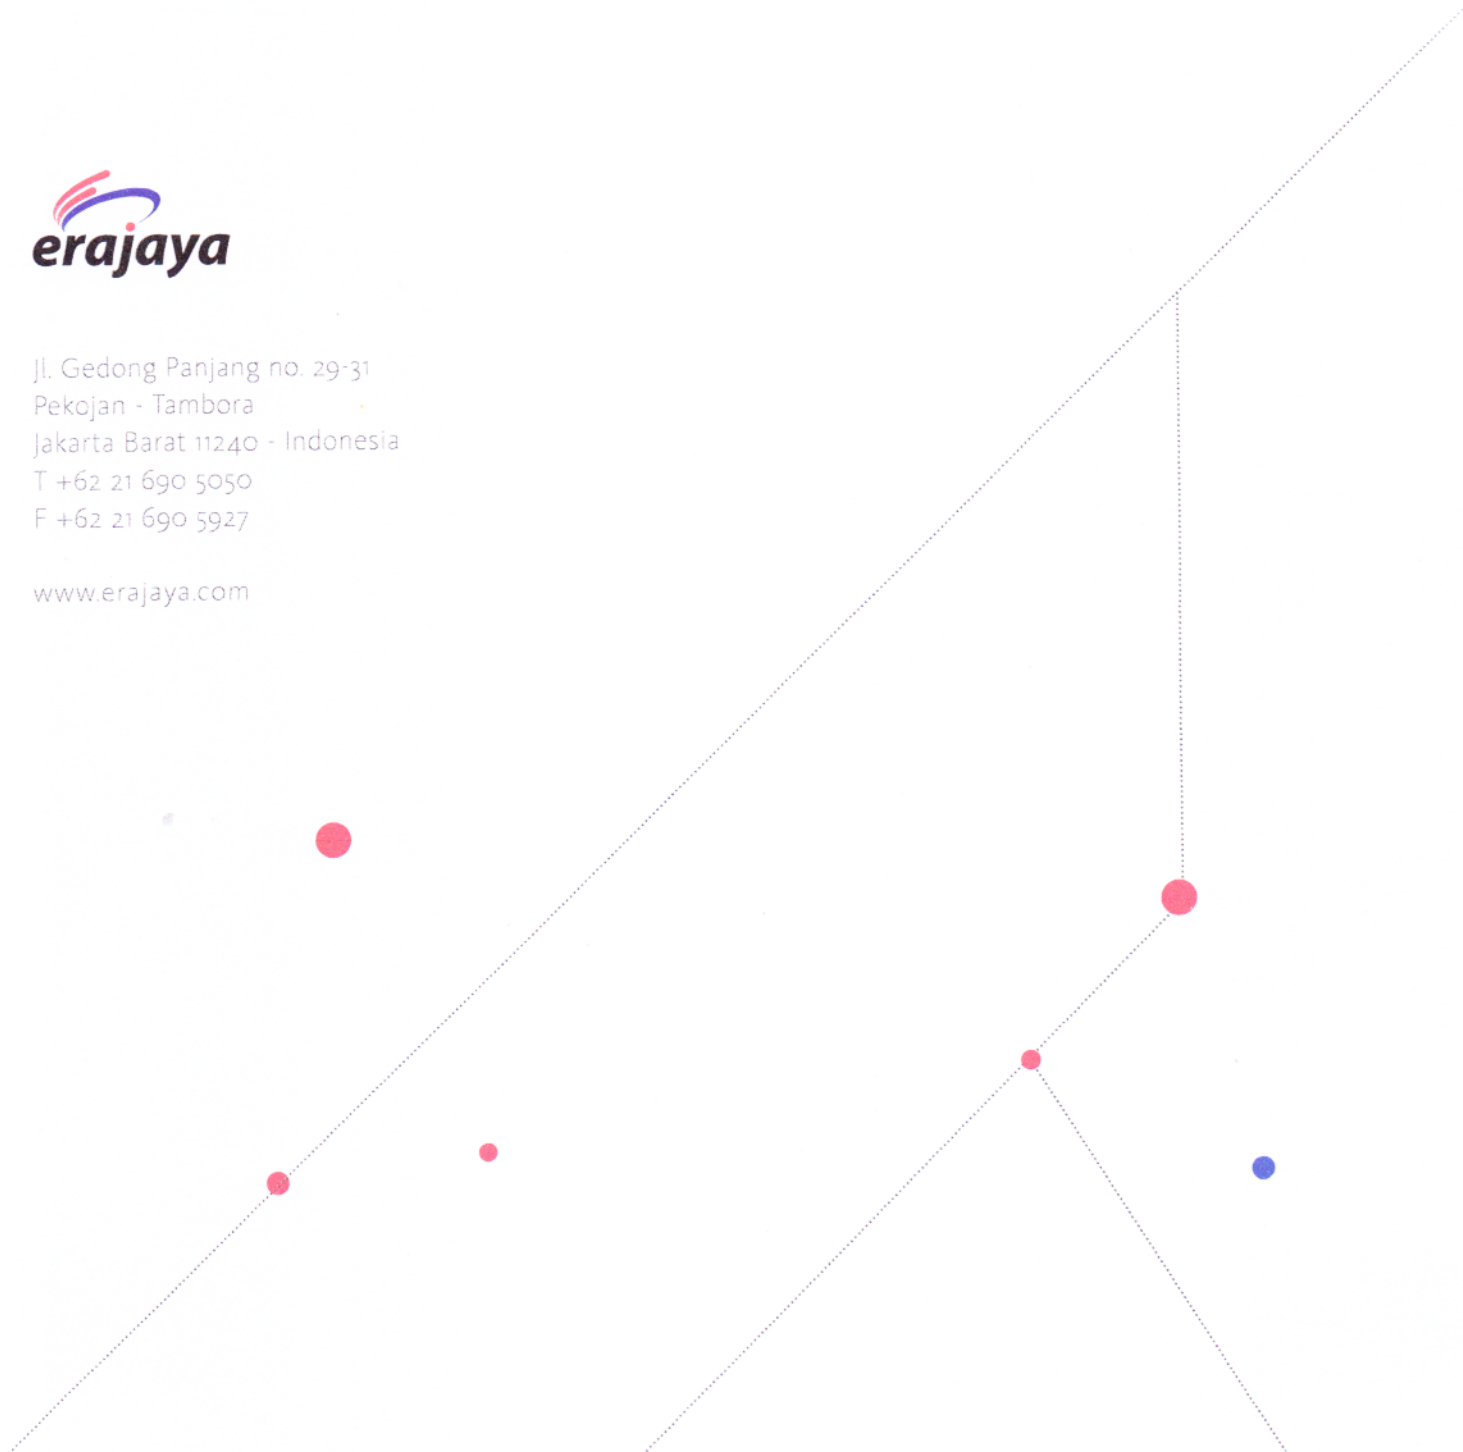 erajaya
Jl. Gedong Panjang no. 29-31
Pekojan - Tambora
Jakarta Barat 11240 - Indonesia
T +62 21 690 5050
F +62 21 690 5927
www.erajaya.com